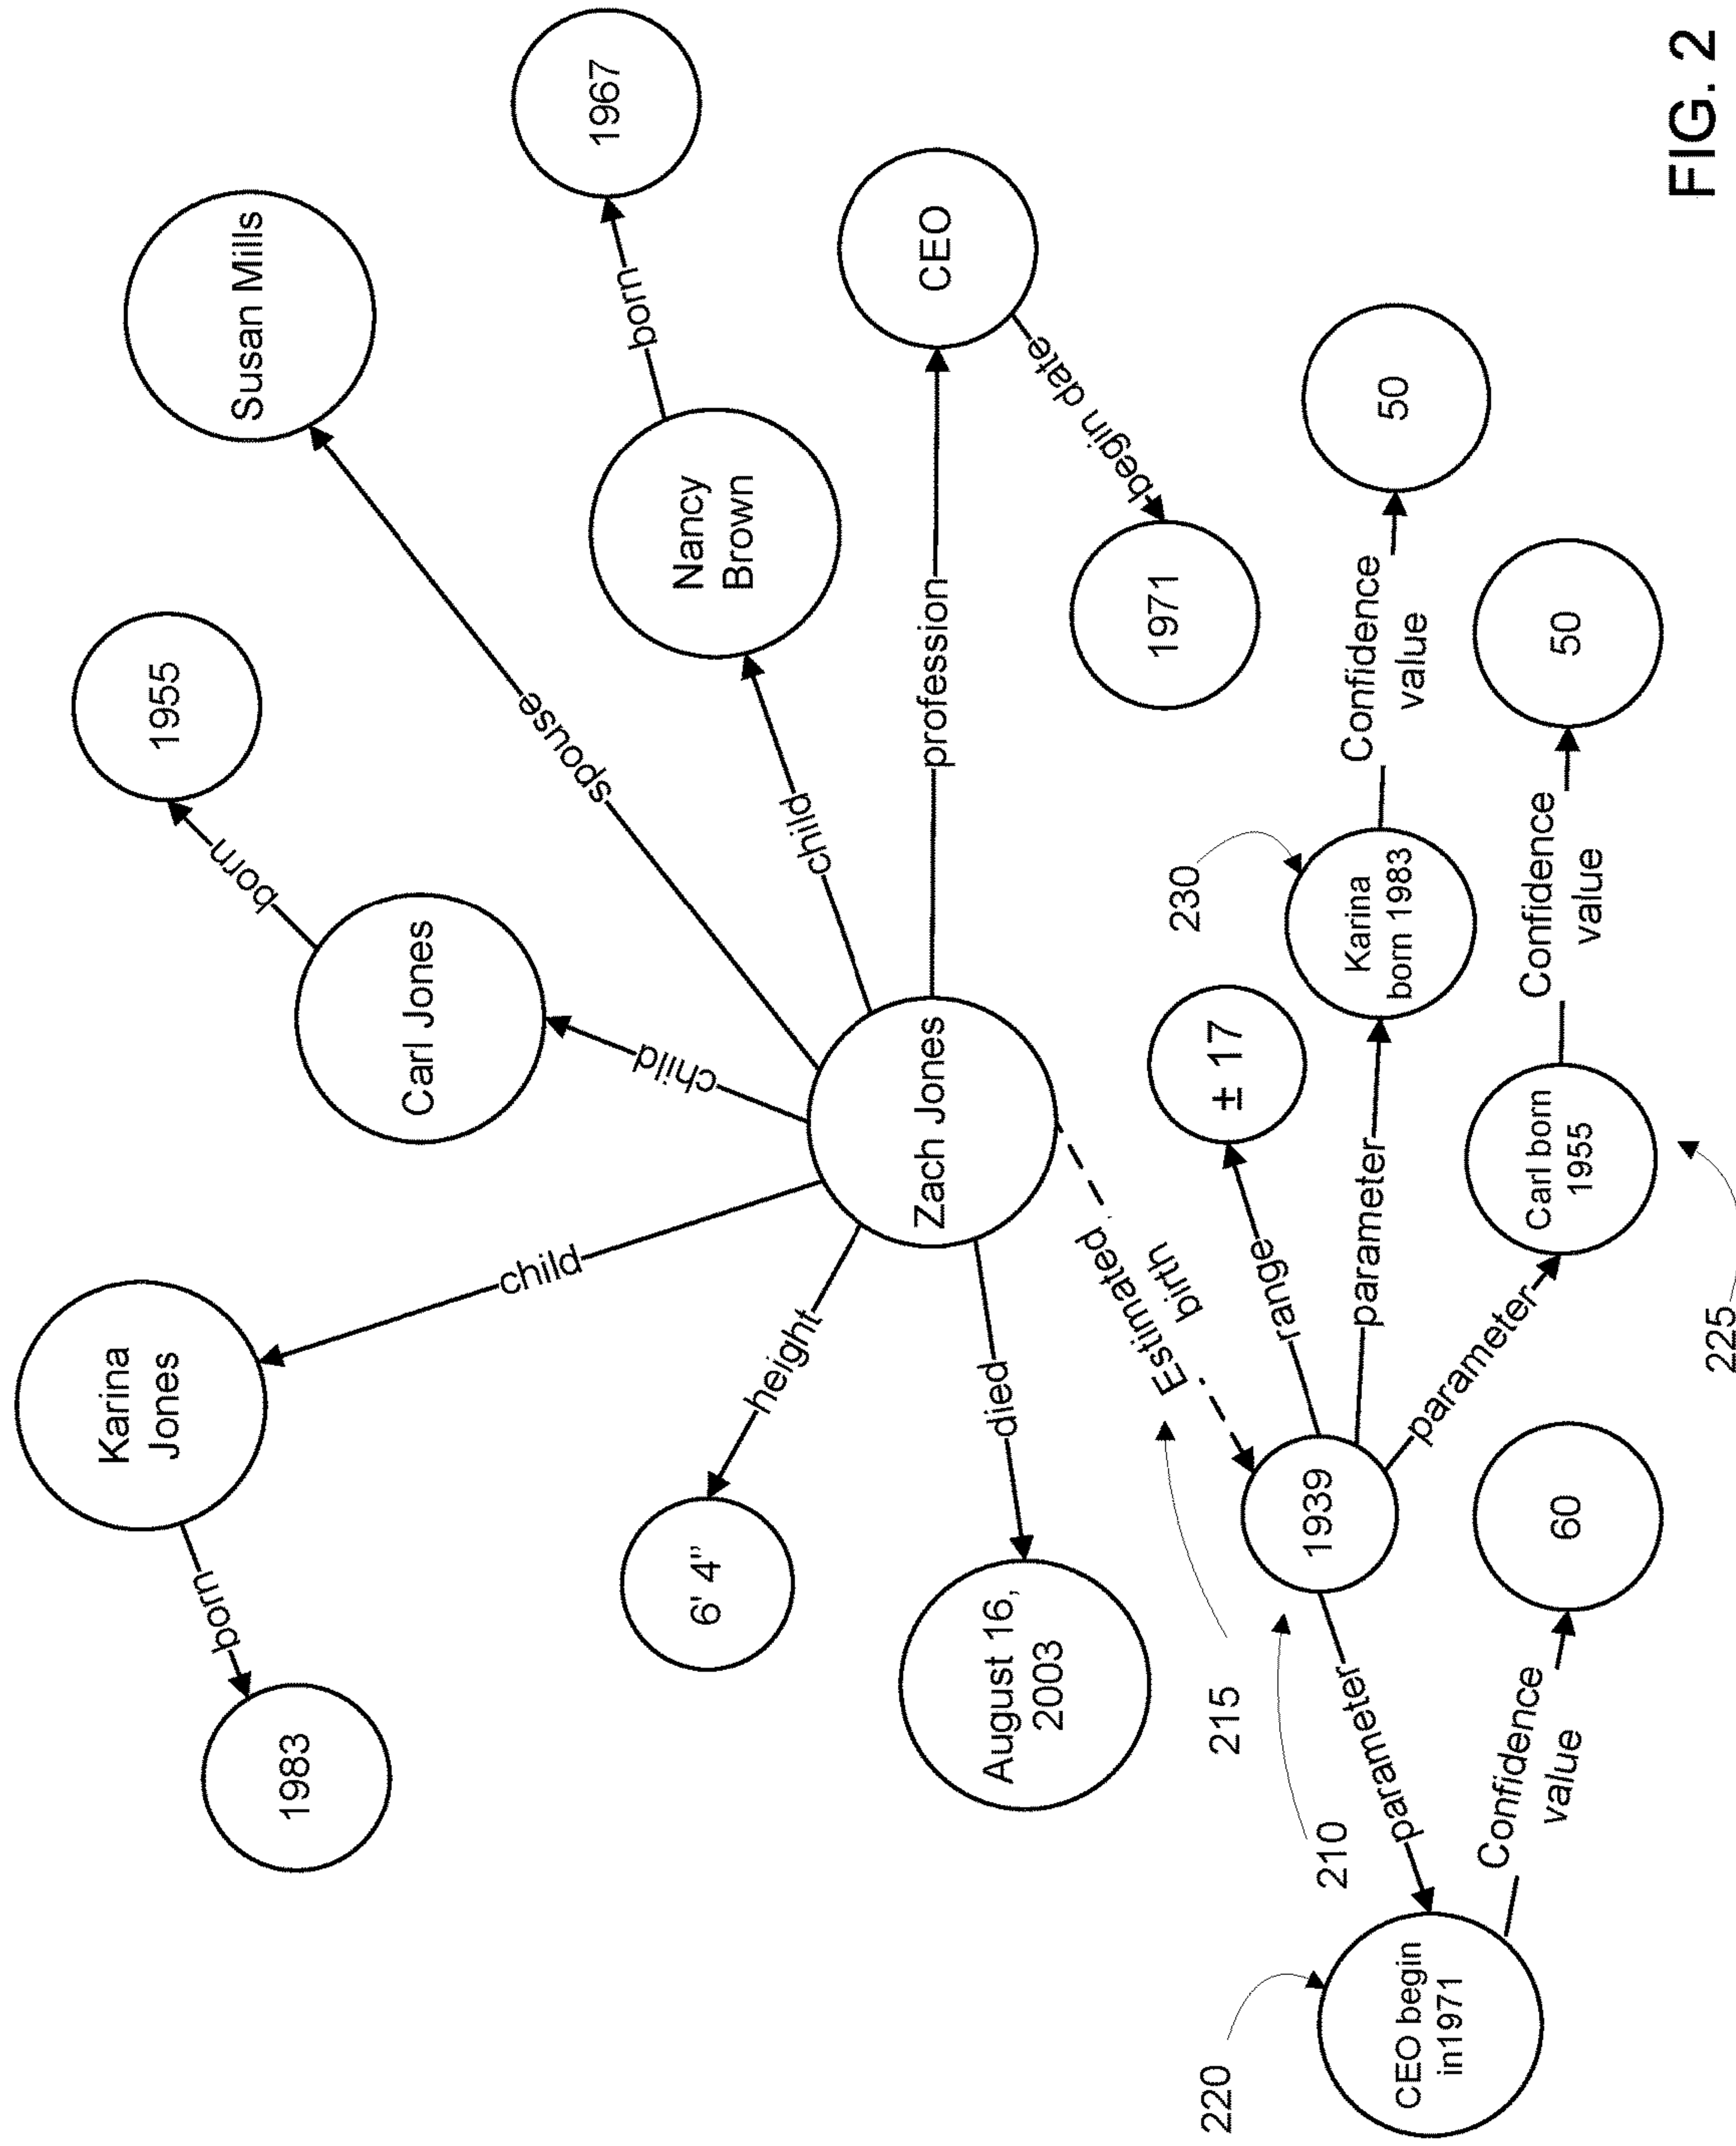 1983
born
Karina
Jones
child
Carl Jones
born
1955
child
spouse
Susan Mills
6' 4"
height
Zach Jones
child
Nancy
Brown
born
1967
August 16,
2003
died
profession
CEO
begin date
1971
Estimated
birth
215
210
1939
range
± 17
parameter
Karina
born 1983
230
Confidence
value
50
parameter
Carl born
1955
225
Confidence
value
50
parameter
220
CEO begin
in1971
Confidence
value
60
FIG. 2